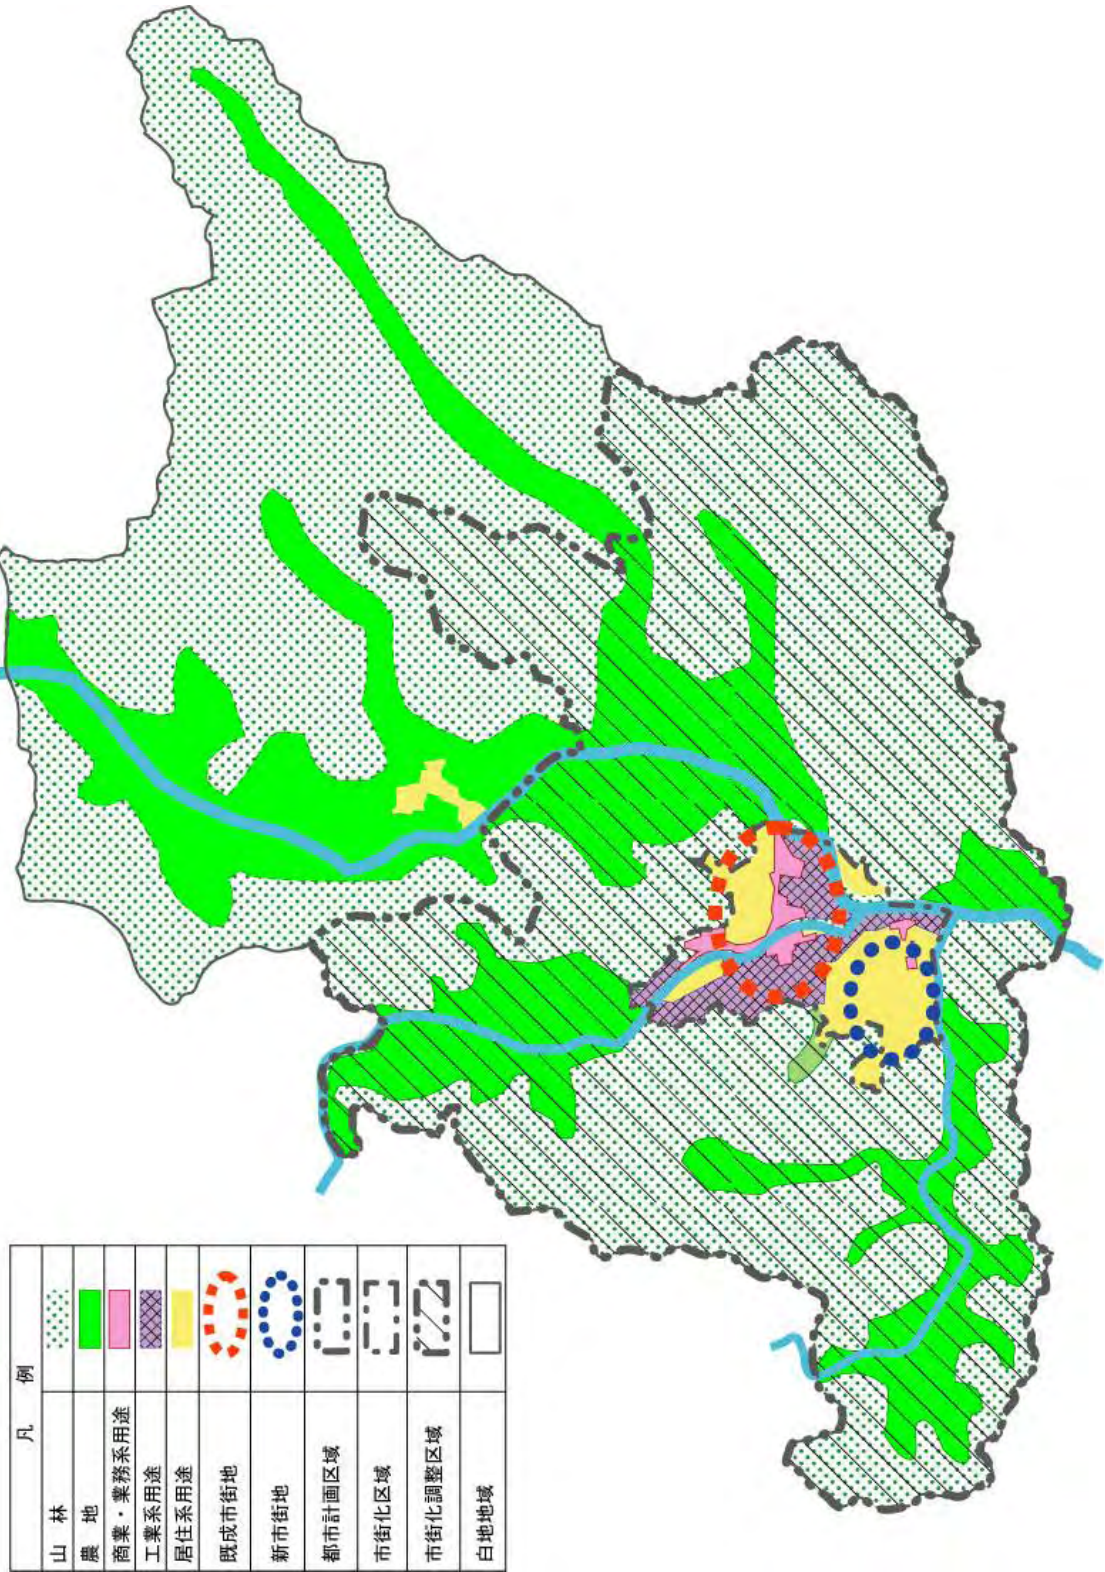 凡　例
山　林
農　地
商業・業務系用途
工業系用途
居住系用途
既成市街地
新市街地
都市計画区域
市街化区域
市街化調整区域
白地地域